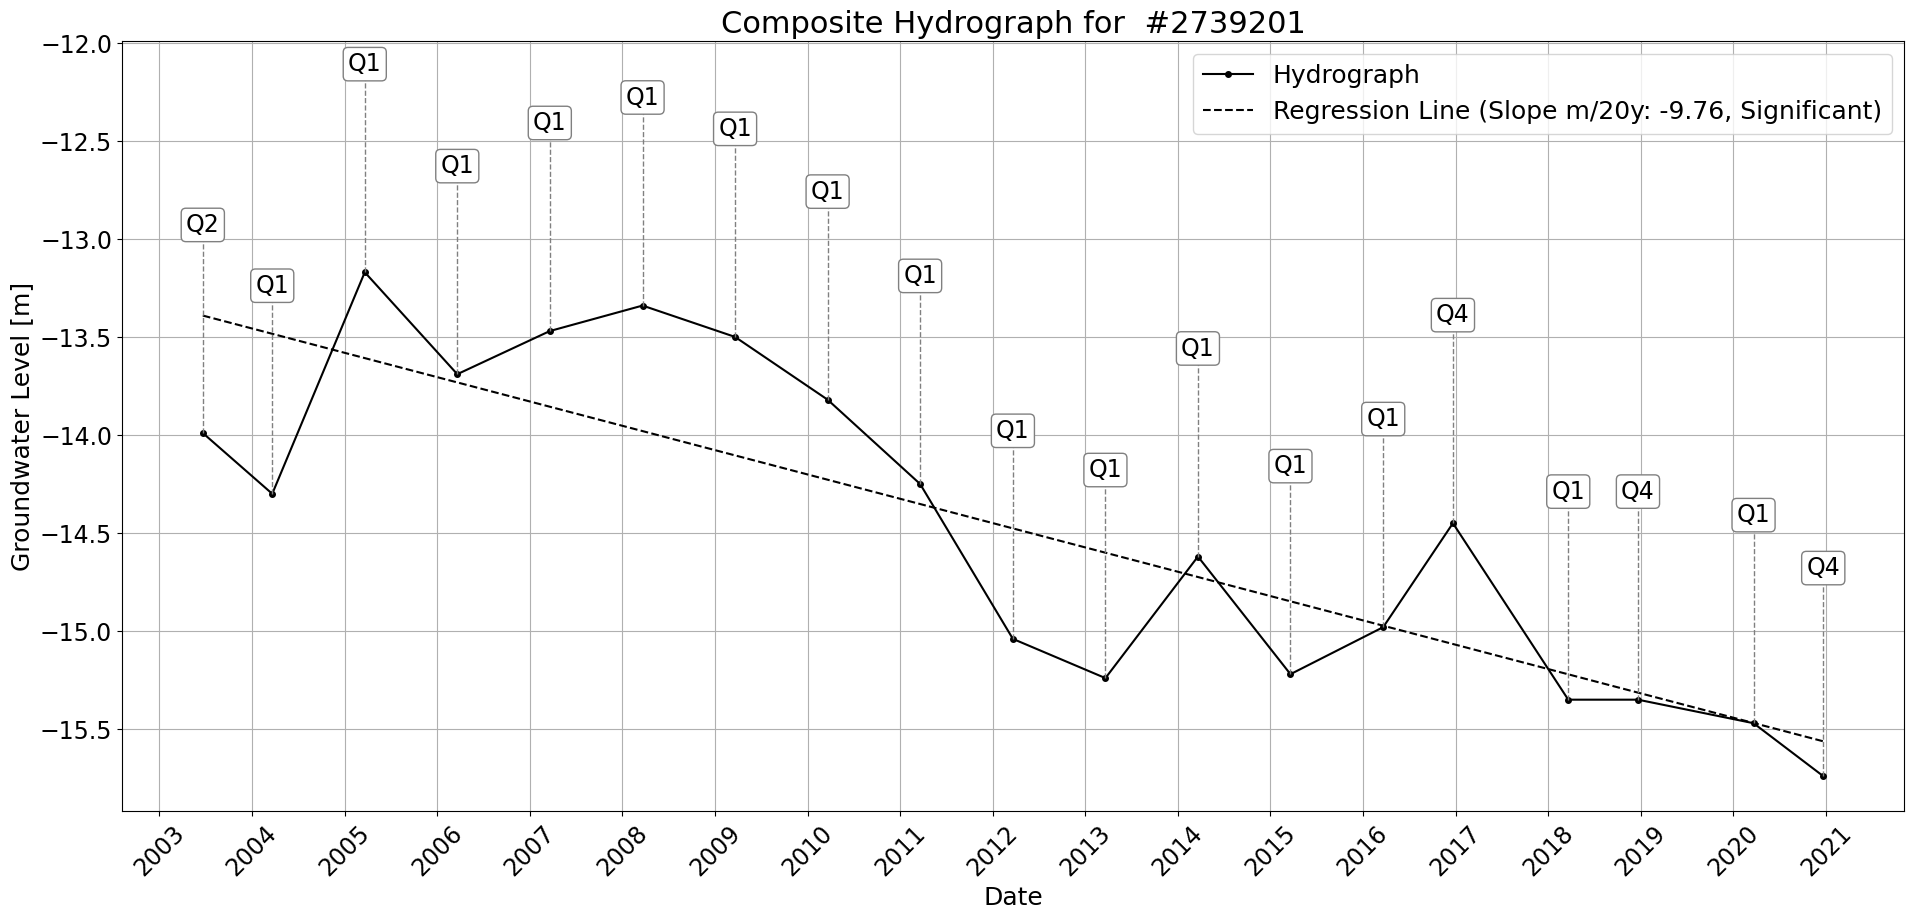 Composite Hydrograph for #2739201
Hydrograph
Regression Line (Slope m/20y: -9.76, Significant)
Groundwater Level [m]
−12.0
−12.5
−13.0
−13.5
−14.0
−14.5
−15.0
−15.5
Q2
Q1
Q1
Q1
Q1
Q1
Q1
Q1
Q1
Q1
Q1
Q1
Q1
Q1
Q4
Q1
Q4
Q1
Q4
2003
2004
2005
2006
2007
2008
2009
2010
2011
2012
2013
2014
2015
2016
2017
2018
2019
2020
2021
Date